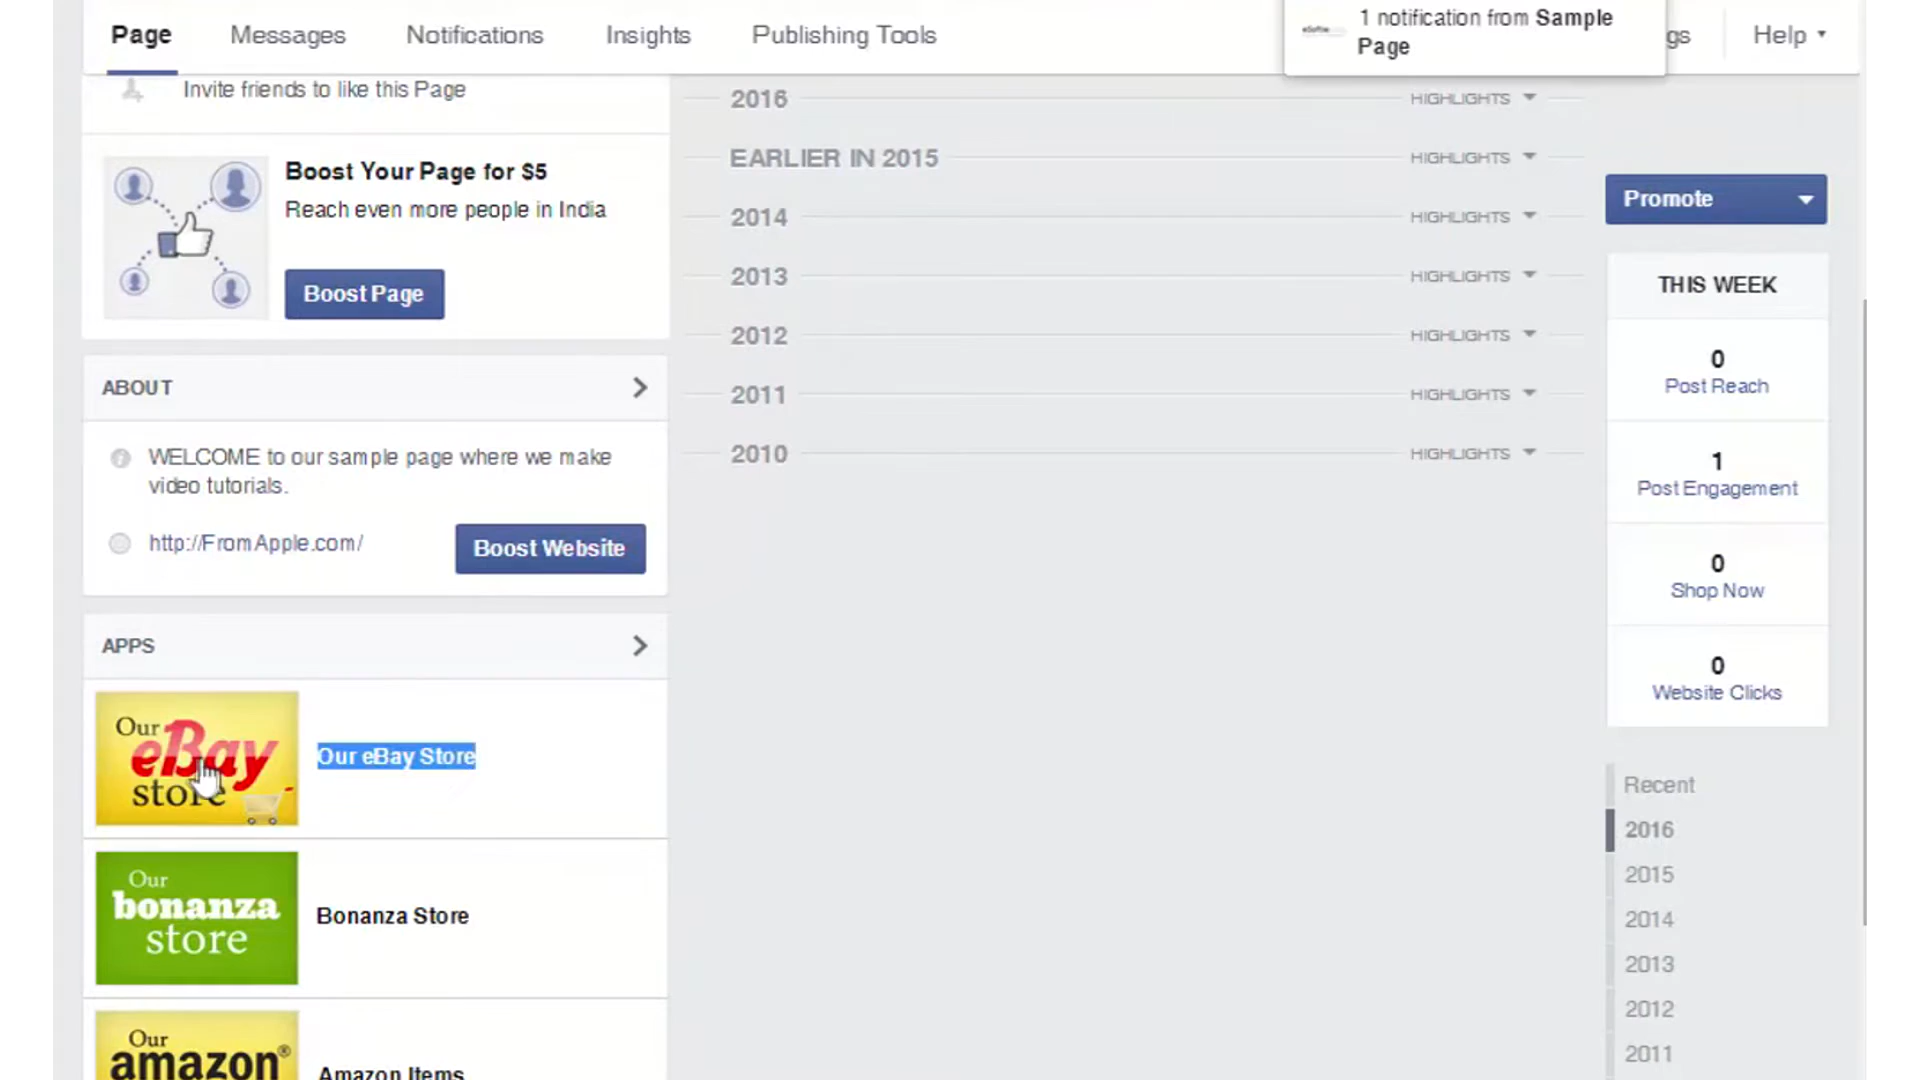 Page Messages Notifications Insights Publishing Tools
1 notification from Sample
Page
gs Help
Invite friends to like this Page
Boost Your Page for $5
Reach even more people in India
Boost Page
ABOUT
WELCOME to our sample page where we make
video tutorials.
http://FromApple.com/
Boost Website
APPS
Our
eBay
store
Our eBay Store
Our
bonanza
store
Bonanza Store
Our
amazon®
Amazon Items
2016 HIGHLIGHTS
EARLIER IN 2015 HIGHLIGHTS
2014 HIGHLIGHTS
2013 HIGHLIGHTS
2012 HIGHLIGHTS
2011 HIGHLIGHTS
2010 HIGHLIGHTS
Promote
THIS WEEK
0
Post Reach
1
Post Engagement
0
Shop Now
0
Website Clicks
Recent
2016
2015
2014
2013
2012
2011